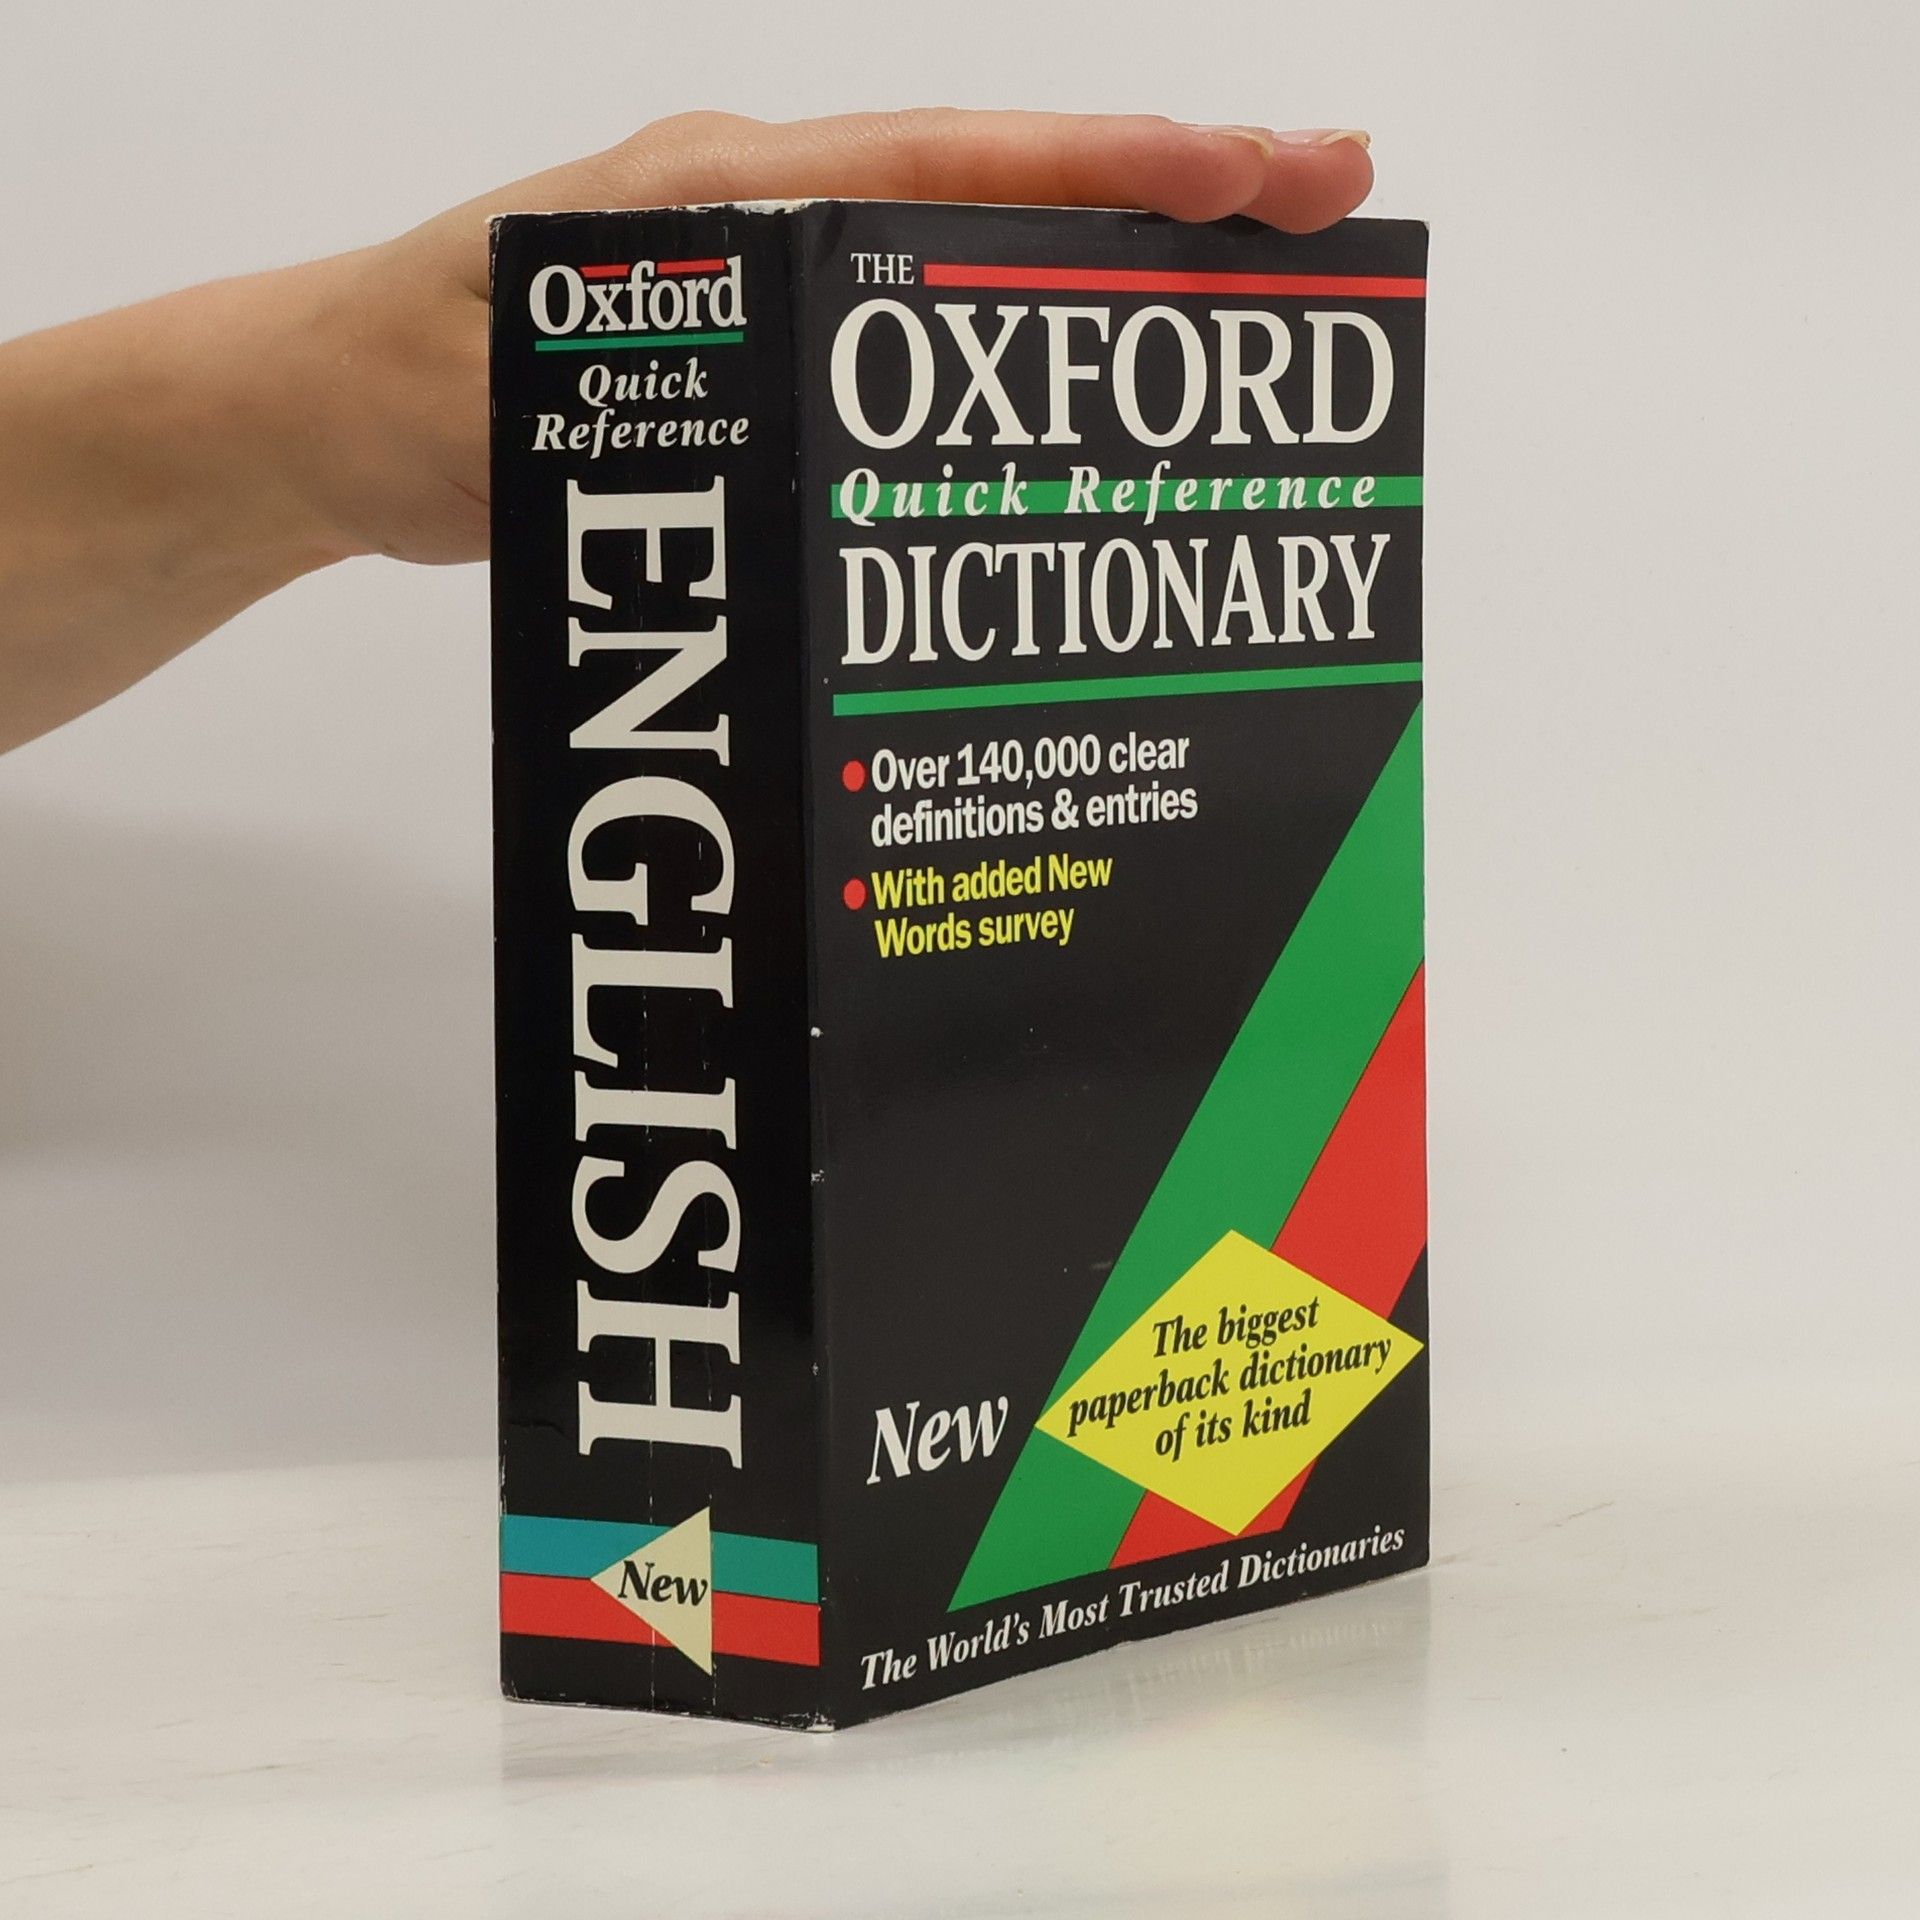 Oxford
Quick
Reference
ENGLISH
New
THE
OXFORD
Quick Reference
DICTIONARY
Over 140,000 clear
definitions & entries
With added New
Words survey
New
The biggest
paperback dictionary
of its kind
The World's Most Trusted Dictionaries